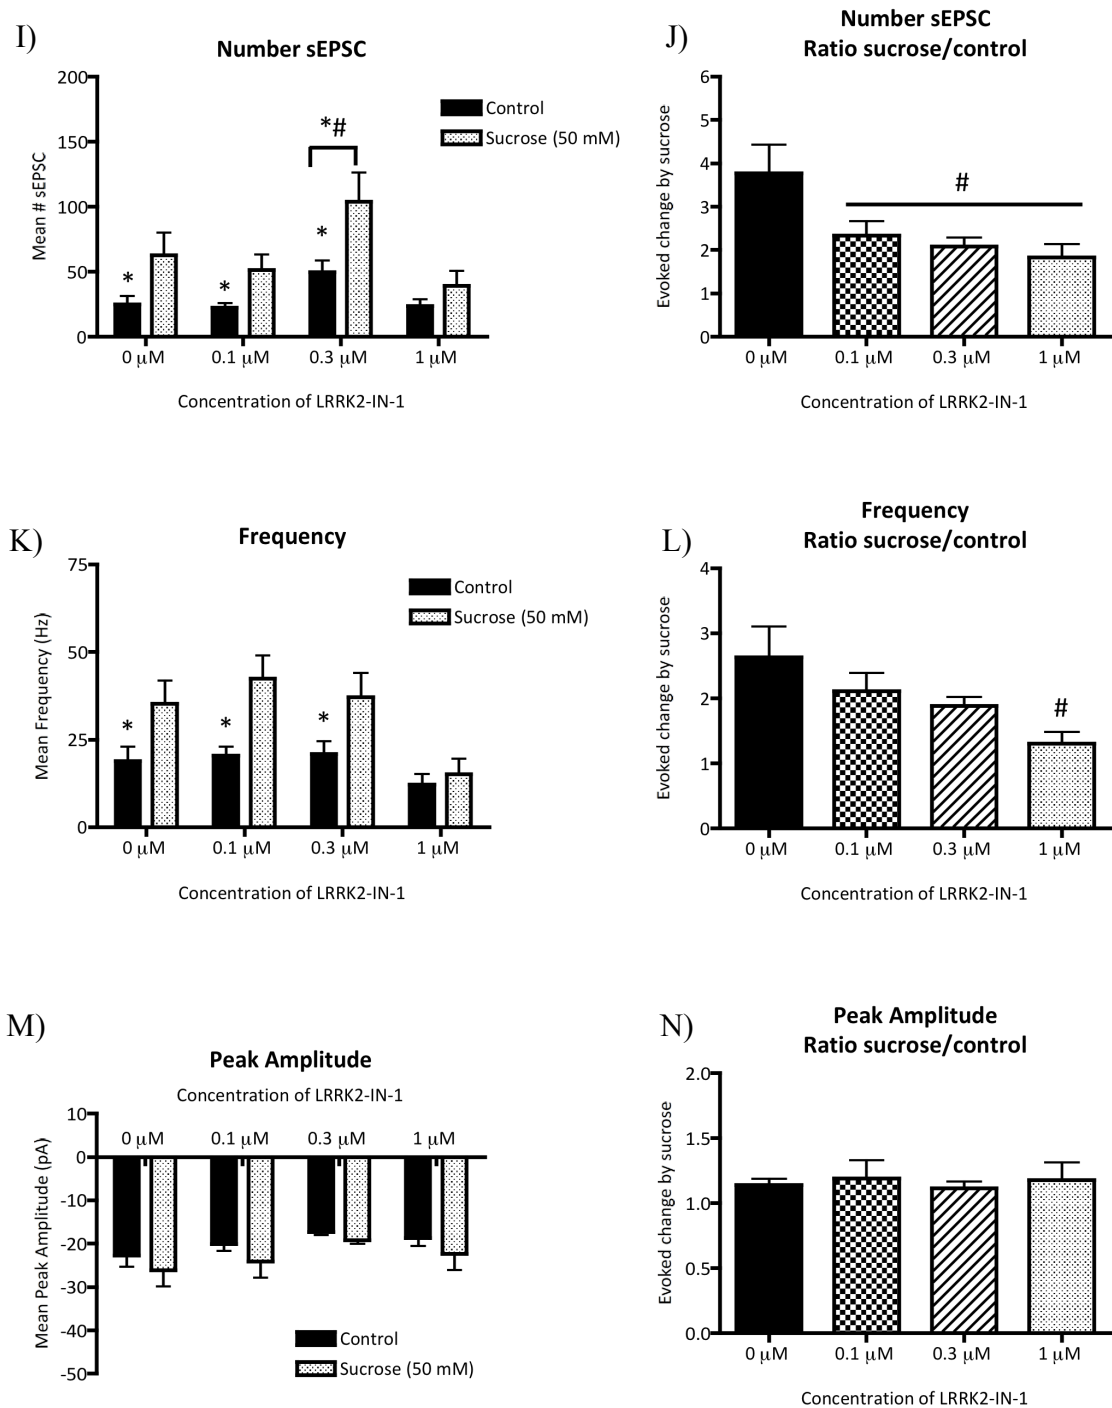 I)
Number sEPSC
200
150
100
50
0
Mean # sEPSC
Control
Sucrose (50 mM)
*#
*
*
*
0 μM
0.1 μM
0.3 μM
1 μM
Concentration of LRRK2-IN-1
J)
Number sEPSC
Ratio sucrose/control
6
5
4
3
2
1
0
Evoked change by sucrose
#
0 μM
0.1 μM
0.3 μM
1 μM
Concentration of LRRK2-IN-1
K)
Frequency
75
50
25
0
Mean Frequency (Hz)
Control
Sucrose (50 mM)
*
*
*
0 μM
0.1 μM
0.3 μM
1 μM
Concentration of LRRK2-IN-1
L)
Frequency
Ratio sucrose/control
4
3
2
1
0
Evoked change by sucrose
#
0 μM
0.1 μM
0.3 μM
1 μM
Concentration of LRRK2-IN-1
M)
Peak Amplitude
Concentration of LRRK2-IN-1
0 μM
0.1 μM
0.3 μM
1 μM
10
0
-10
-20
-30
-40
-50
Mean Peak Amplitude (pA)
Control
Sucrose (50 mM)
N)
Peak Amplitude
Ratio sucrose/control
2.0
1.5
1.0
0.5
0.0
Evoked change by sucrose
0 μM
0.1 μM
0.3 μM
1 μM
Concentration of LRRK2-IN-1